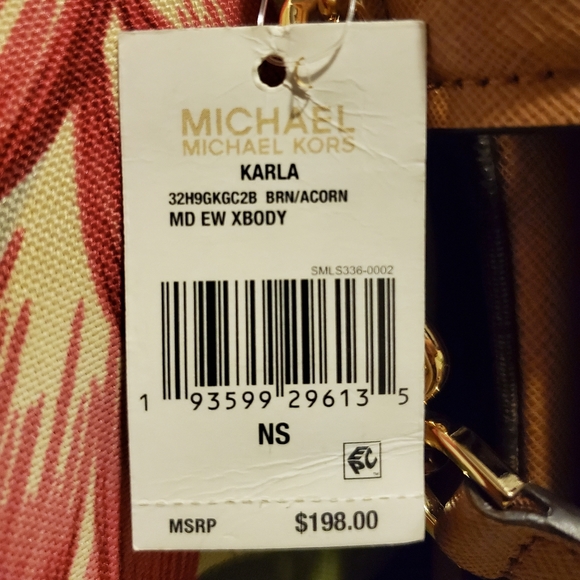 MICHAEL
MICHAEL KORS
KARLA
32H9GKGC2B BRN/ACORN
MD EW XBODY
SMLS336-0002
1 93599 29613 5
NS
EPC
MSRP $198.00